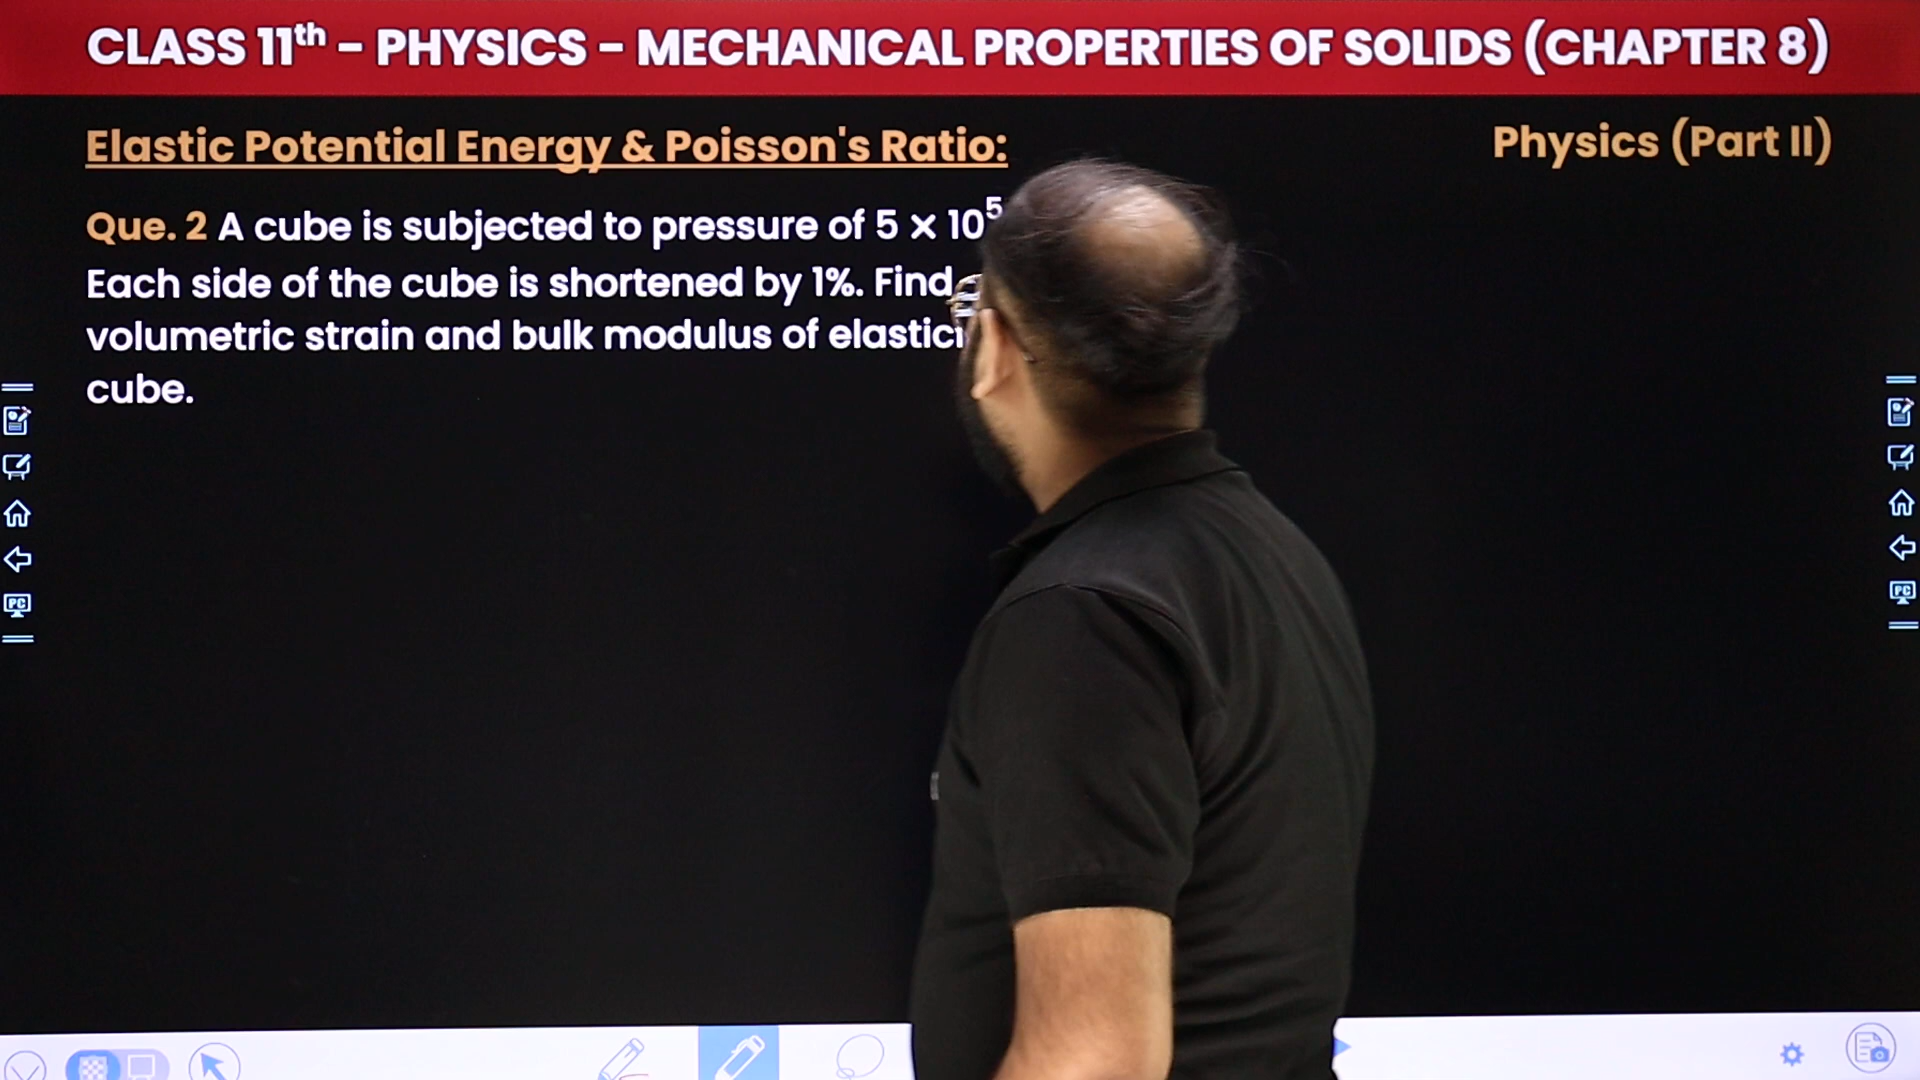 CLASS 11th – PHYSICS – MECHANICAL PROPERTIES OF SOLIDS (CHAPTER 8)
Elastic Potential Energy & Poisson's Ratio:
Physics (Part II)
Que. 2 A cube is subjected to pressure of 5 × 10⁵
Each side of the cube is shortened by 1%. Find
volumetric strain and bulk modulus of
cube.
PC
PC